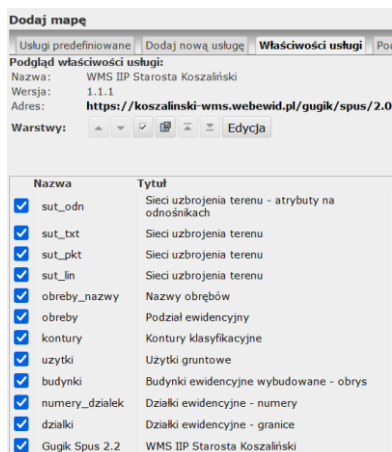 Dodaj mapę
Usługi predefiniowane Dodaj nową usługę Właściwości usługi Poc
Podgląd właściwości usługi:
Nazwa: WMS IIP Starosta Koszaliński
Wersja: 1.1.1
Adres: https://koszalinski-wms.webewid.pl/gugik/spus/2.0
Warstwy: Edycja
Nazwa Tytuł
sut_odn Sieci uzbrojenia terenu - atrybuty na
odnośnikach
sut_txt Sieci uzbrojenia terenu
sut_pkt Sieci uzbrojenia terenu
sut_lin Sieci uzbrojenia terenu
obreby_nazwy Nazwy obrębów
obreby Podział ewidencyjny
kontury Kontury klasyfikacyjne
uzytki Użytki gruntowe
budynki Budynki ewidencyjne wybudowane - obrys
numery_dzialek Działki ewidencyjne - numery
dzialki Działki ewidencyjne - granice
Gugik Spus 2.2 WMS IIP Starosta Koszaliński